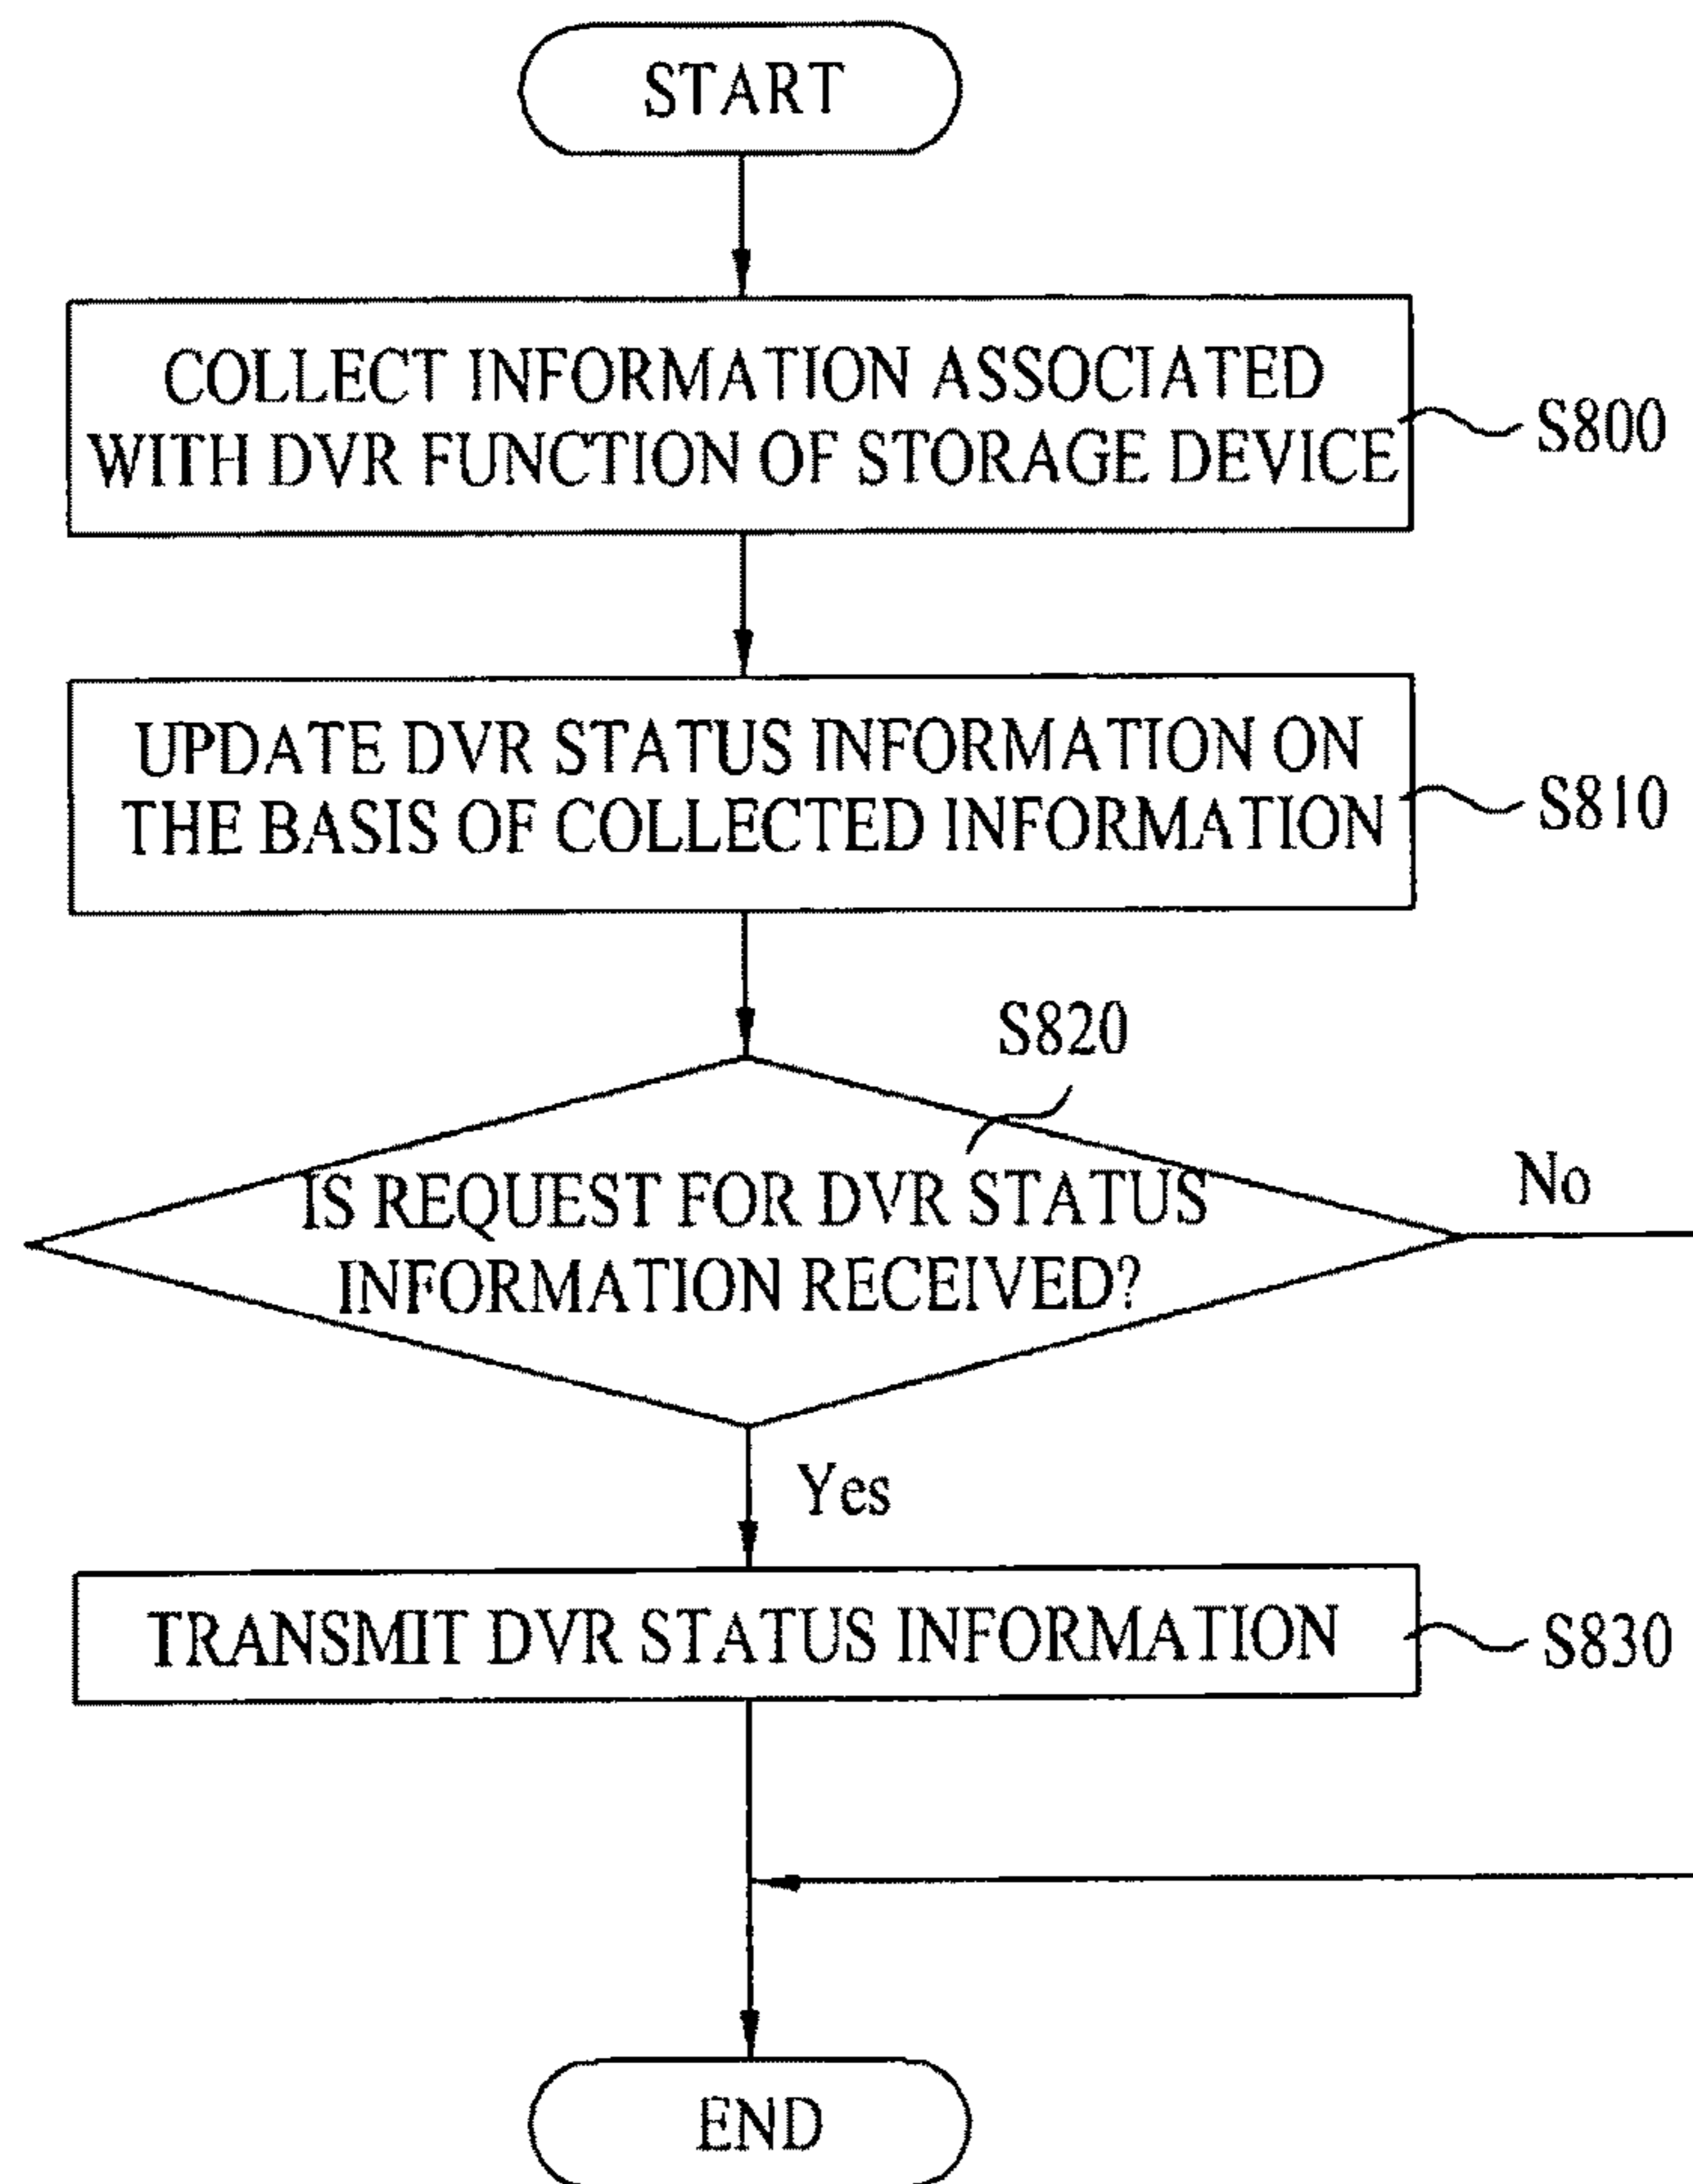 START
COLLECT INFORMATION ASSOCIATED
WITH DVR FUNCTION OF STORAGE DEVICE
S800
UPDATE DVR STATUS INFORMATION ON
THE BASIS OF COLLECTED INFORMATION
S810
S820
IS REQUEST FOR DVR STATUS
INFORMATION RECEIVED?
No
Yes
TRANSMIT DVR STATUS INFORMATION
S830
END